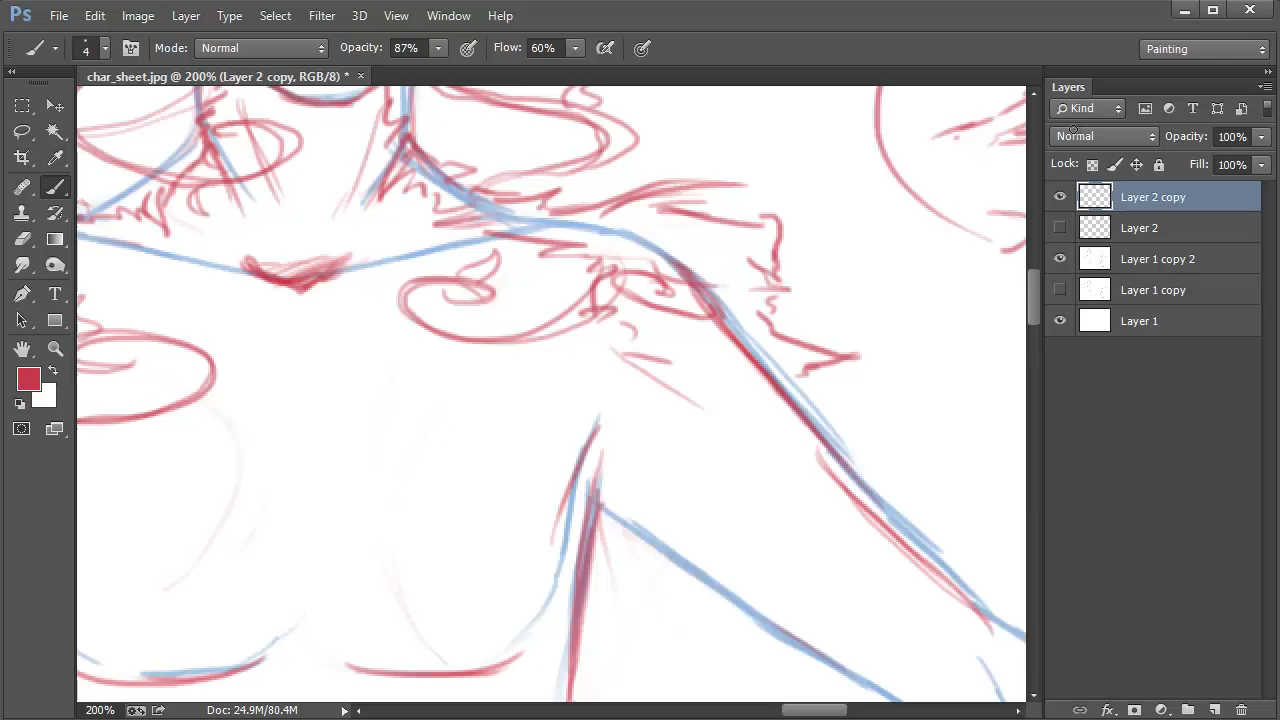 Ps File Edit Image Layer Type Select Filter 3D View Window Help
4 Mode: Normal Opacity: 87% Flow: 60% Painting
char_sheet.jpg @ 200% (Layer 2 copy, RGB/8) * ×
Layers
Kind
Normal Opacity: 100%
Lock: Fill: 100%
Layer 2 copy
Layer 2
Layer 1 copy 2
Layer 1 copy
Layer 1
200% Doc: 24.9M/80.4M
fx